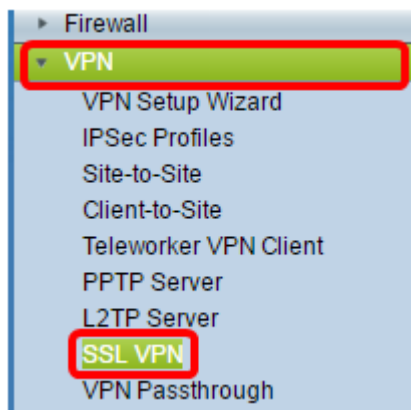 Firewall
VPN
VPN Setup Wizard
IPSec Profiles
Site-to-Site
Client-to-Site
Teleworker VPN Client
PPTP Server
L2TP Server
SSL VPN
VPN Passthrough